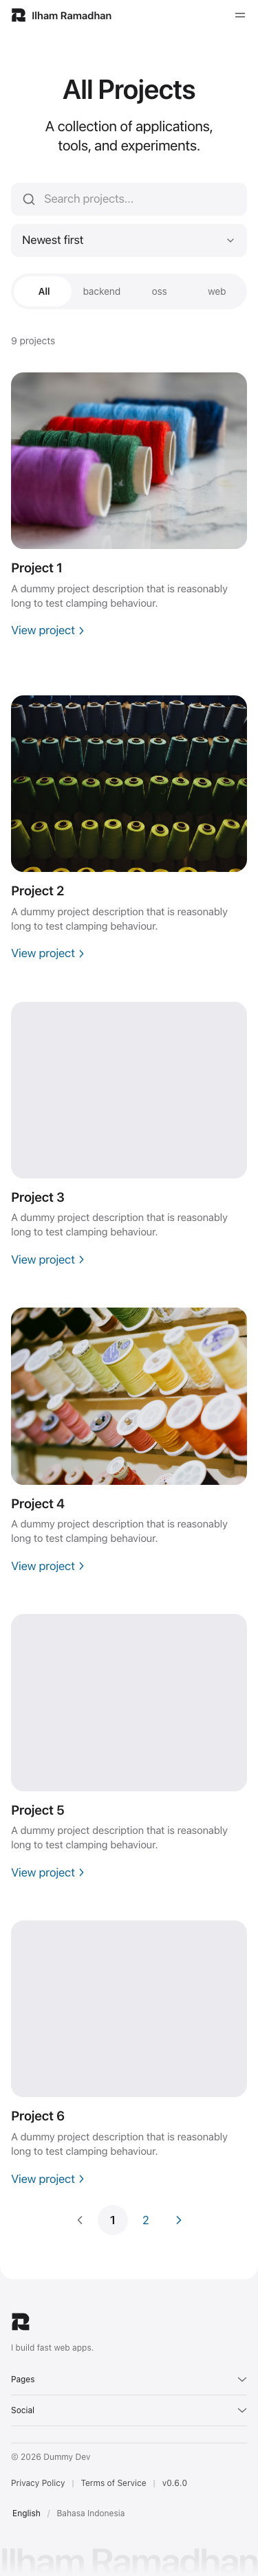 Ilham Ramadhan
All Projects
A collection of applications,
tools, and experiments.
Search projects...
Newest first
All backend oss web
9 projects
Project 1
A dummy project description that is reasonably
long to test clamping behaviour.
View project
Project 2
A dummy project description that is reasonably
long to test clamping behaviour.
View project
Project 3
A dummy project description that is reasonably
long to test clamping behaviour.
View project
Project 4
A dummy project description that is reasonably
long to test clamping behaviour.
View project
Project 5
A dummy project description that is reasonably
long to test clamping behaviour.
View project
Project 6
A dummy project description that is reasonably
long to test clamping behaviour.
View project
1 2
I build fast web apps.
Pages
Social
© 2026 Dummy Dev
Privacy Policy | Terms of Service | v0.6.0
English / Bahasa Indonesia
Ilham Ramadhan